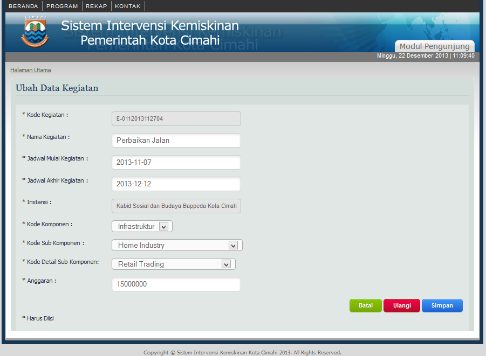 BERANDA PROGRAM REKAP KONTAK
Sistem Intervensi Kemiskinan
Pemerintah Kota Cimahi
Modul Pengunjung
Minggu, 22 Desember 2013 | 11:09:40
Halaman Utama
Ubah Data Kegiatan
* Kode Kegiatan : E-0112013112704
* Nama Kegiatan : Perbaikan Jalan
* Jadwal Mulai Kegiatan : 2013-11-07
* Jadwal Akhir Kegiatan : 2013-12-12
* Instansi : Kabid Sosial dan Budaya Bappeda Kota Cimah
* Kode Komponen : Infrastruktur
* Kode Sub Komponen : Home Industry
* Kode Detail Sub Komponen: Retail Trading
* Anggaran : 15000000
Batal Ulangi Simpan
* Harus Diisi
Copyright © Sistem Intervensi Kemiskinan Kota Cimahi 2013. All Rights Reserved.